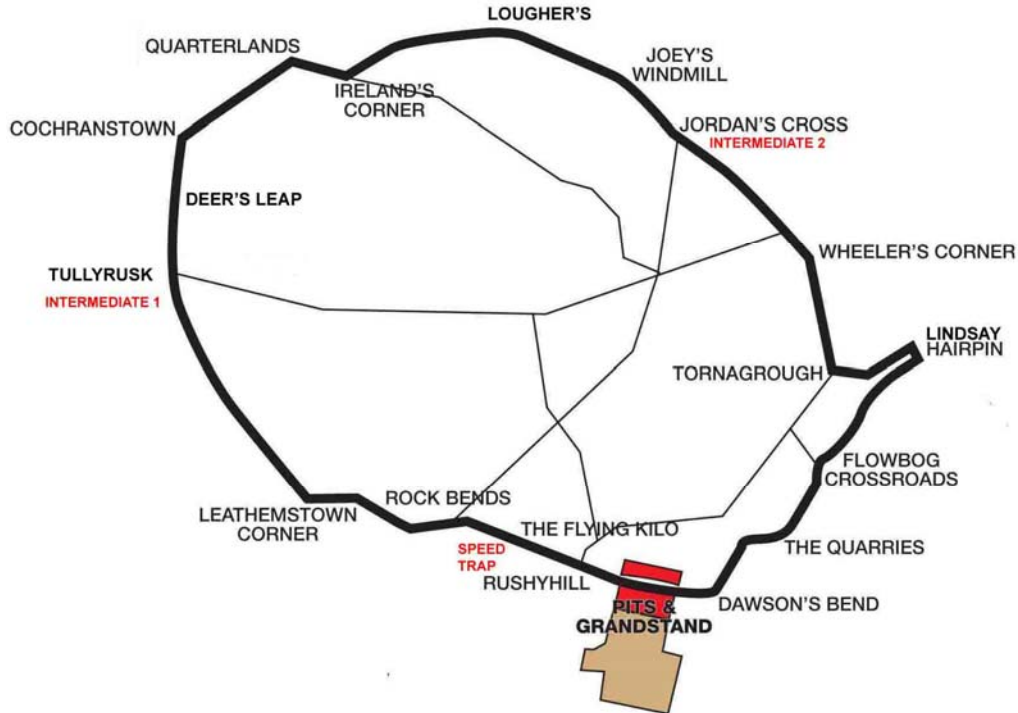 LOUGHER'S
QUARTERLANDS
JOEY'S
WINDMILL
IRELAND'S
CORNER
COCHRANSTOWN
JORDAN'S CROSS
INTERMEDIATE 2
DEER'S LEAP
WHEELER'S CORNER
TULLYRUSK
INTERMEDIATE 1
LINDSAY
HAIRPIN
TORNAGROUGH
FLOWBOG
CROSSROADS
ROCK BENDS
LEATHEMSTOWN
CORNER
THE FLYING KILO
SPEED
TRAP
THE QUARRIES
RUSHYHILL
DAWSON'S BEND
PITS &
GRANDSTAND